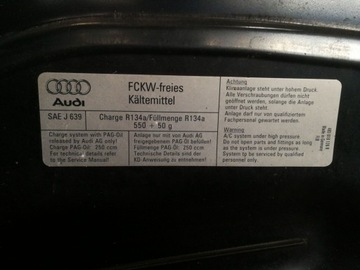 Audi
SAE J 639
FCKW-freies
Kältemittel
Charge R134a/Füllmenge R134a
550 + 50 g
Charge system with PAG-Oil
released by Audi AG only!
Charge PAG-Oil: 250 ccm
For technical details refer
to the Service Manual!
Anlage nur mit von Audi AG
freigegebenen PAG-Öl befüllen!
Füllmenge PAG-Öl: 250 ccm
Technische Details sind der
KD Anweisung zu entnehmen!
Achtung
Klimaanlage steht unter hohem Druck.
Alle Verschraubungen dürfen nicht
geöffnet werden, solange die Anlage
unter Druck steht.
Anlage darf nur von qualifiziertem
Fachpersonal gewartet werden.
Warning
A/C system under high pressure.
Do not open parts and fittings as long
as the system is under pressure.
System to be serviced by qualified
personnel only.